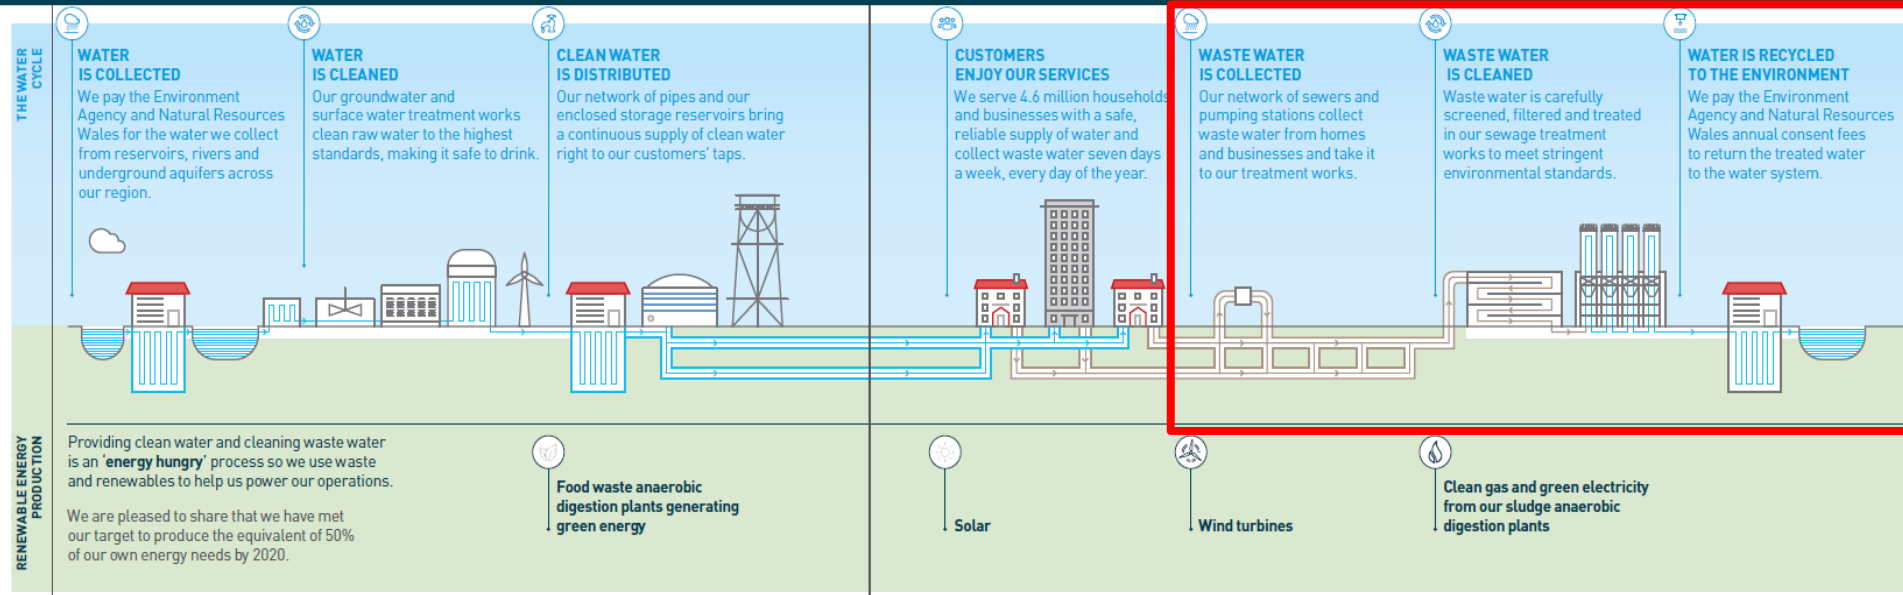 THE WATER
CYCLE
WATER
IS COLLECTED
We pay the Environment
Agency and Natural Resources
Wales for the water we collect
from reservoirs, rivers and
underground aquifers across
our region.
WATER
IS CLEANED
Our groundwater and
surface water treatment works
clean raw water to the highest
standards, making it safe to drink.
CLEAN WATER
IS DISTRIBUTED
Our network of pipes and our
enclosed storage reservoirs bring
a continuous supply of clean water
right to our customers' taps.
CUSTOMERS
ENJOY OUR SERVICES
We serve 4.6 million households
and businesses with a safe,
reliable supply of water and
collect waste water seven days
a week, every day of the year.
WASTE WATER
IS COLLECTED
Our network of sewers and
pumping stations collect
waste water from homes
and businesses and take it
to our treatment works.
WASTE WATER
IS CLEANED
Waste water is carefully
screened, filtered and treated
in our sewage treatment
works to meet stringent
environmental standards.
WATER IS RECYCLED
TO THE ENVIRONMENT
We pay the Environment
Agency and Natural Resources
Wales annual consent fees
to return the treated water
to the water system.
RENEWABLE ENERGY
PRODUCTION
Providing clean water and cleaning waste water
is an 'energy hungry' process so we use waste
and renewables to help us power our operations.
We are pleased to share that we have met
our target to produce the equivalent of 50%
of our own energy needs by 2020.
Food waste anaerobic
digestion plants generating
green energy
Solar
Wind turbines
Clean gas and green electricity
from our sludge anaerobic
digestion plants